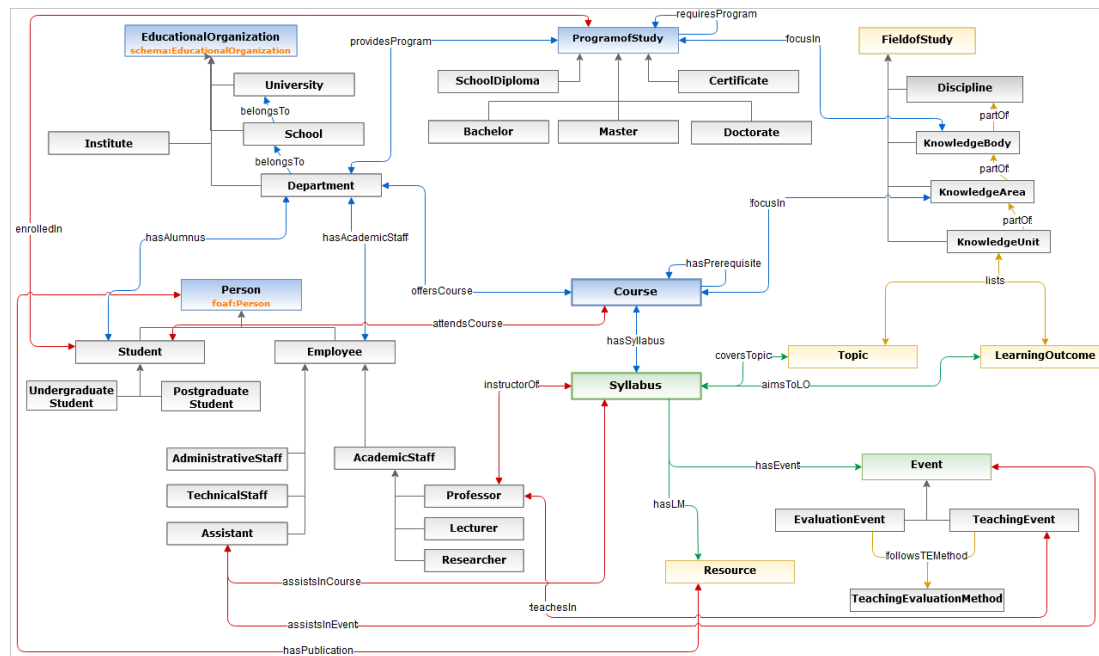 requiresProgram
EducationalOrganization
schema:EducationalOrganization
providesProgram
ProgramofStudy
focusIn
FieldofStudy
SchoolDiploma
Certificate
University
Discipline
belongsTo
partOf
Bachelor
Master
Doctorate
School
Institute
KnowledgeBody
belongsTo
partOf
Department
KnowledgeArea
focusIn
partOf
enrolledIn
hasAlumnus
hasAcademicStaff
KnowledgeUnit
hasPrerequisite
lists
Person
foaf:Person
offersCourse
Course
attendsCourse
hasSyllabus
Student
Employee
coversTopic
Topic
LearningOutcome
Undergraduate
Student
Postgraduate
Student
instructorOf
Syllabus
aimsToLO
AdministrativeStaff
AcademicStaff
hasEvent
Event
TechnicalStaff
Professor
hasLM
EvaluationEvent
TeachingEvent
Assistant
Lecturer
followsTEMethod
Researcher
Resource
assistsInCourse
TeachingEvaluationMethod
teachesIn
assistsInEvent
hasPublication